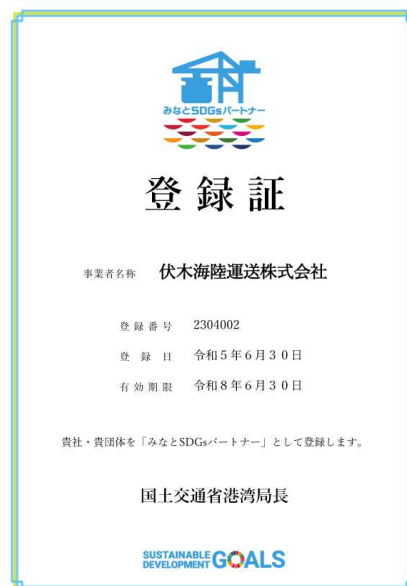 みなとSDGsパートナー
登録証
事業者名称 伏木海陸運送株式会社
登録番号 2304002
登録日 令和5年6月30日
有効期限 令和8年6月30日
貴社・貴団体を「みなとSDGsパートナー」として登録します。
国土交通省港湾局長
SUSTAINABLE
DEVELOPMENT GOALS